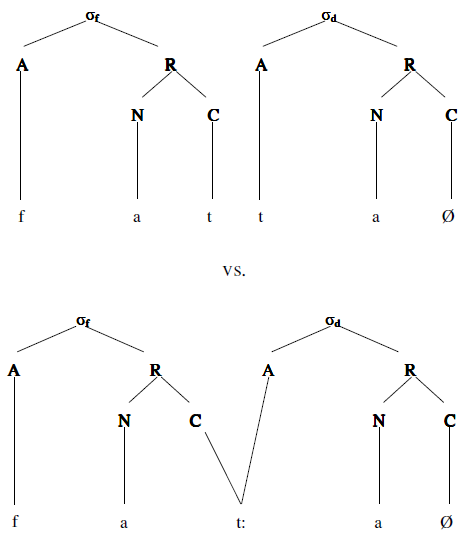 σf σd
A R A R
N C N C
f a t t a Ø
vs.
σf σd
A R A R
N C N C
f a t: a Ø